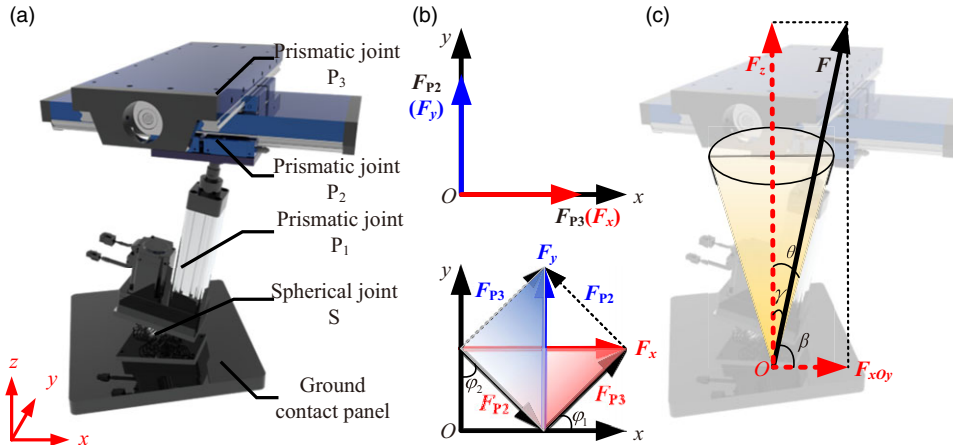 (a)
Prismatic joint
P3
Prismatic joint
P2
Prismatic joint
P1
Spherical joint
S
Ground
contact panel
z
y
x
(b)
y
FP2
(Fy)
O
FP3(Fx)
x
y
Fy
FP3
FP2
Fx
φ2
FP2
FP3
φ1
O
x
(c)
Fz
F
θ
γ
β
O
FxOy